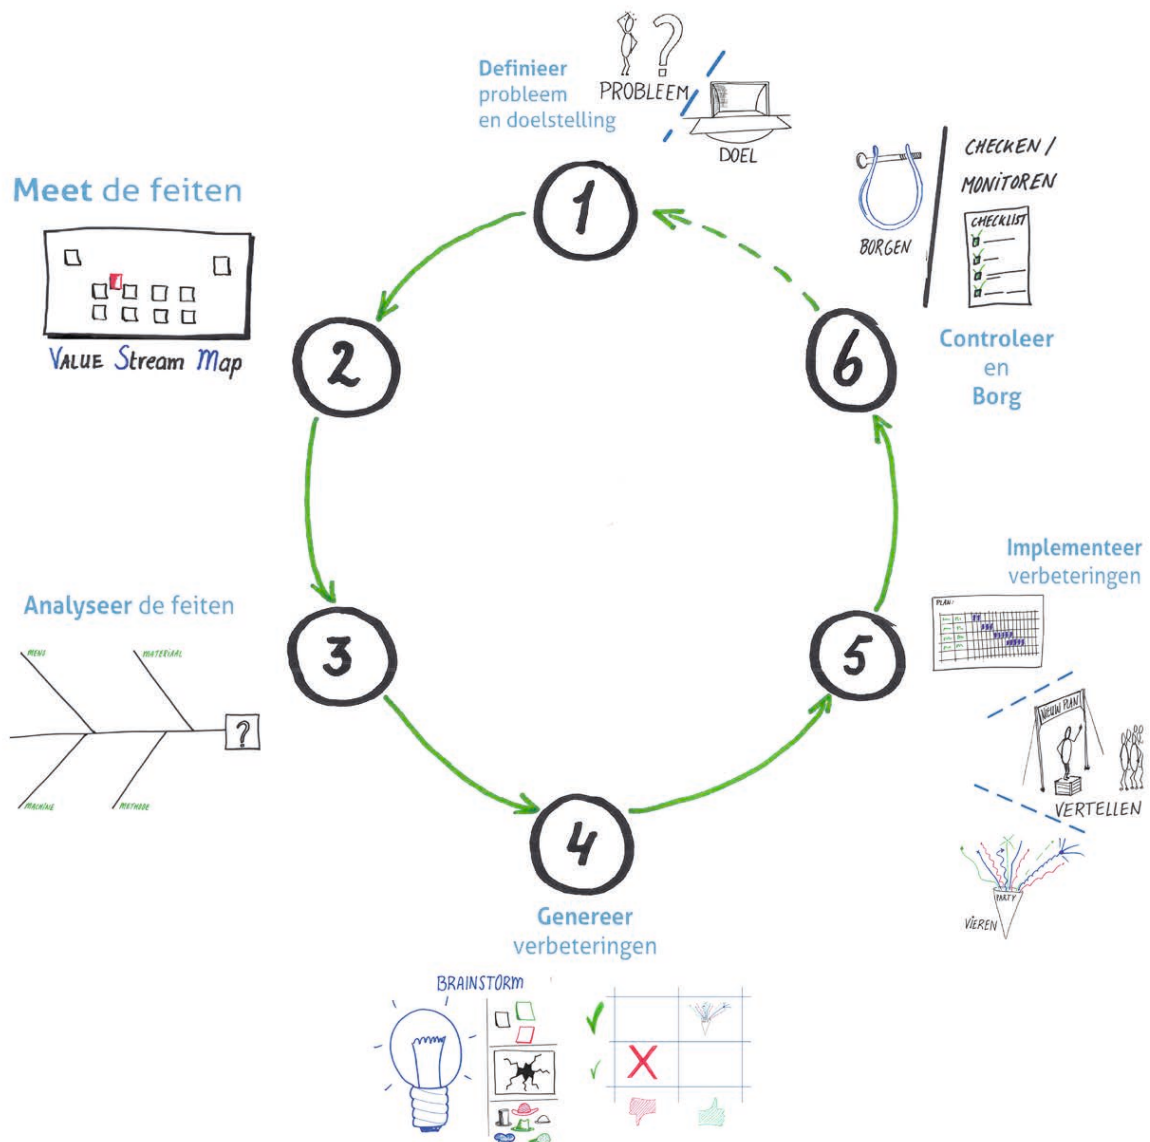 Definieer
probleem
en doelstelling
PROBLEEM
DOEL
1
Meet de feiten
VALUE Stream Map
2
Analyseer de feiten
MENS
MATERIAAL
?
MACHINE
METHODE
3
4
Genereer
verbeteringen
BRAINSTORM
5
Implementeer
verbeteringen
PLAN:
NIEUW PLAN!
VERTELLEN
PARTY
VIEREN
6
BORGEN
CHECKEN /
MONITOREN
CHECKLIST
Controleer
en
Borg